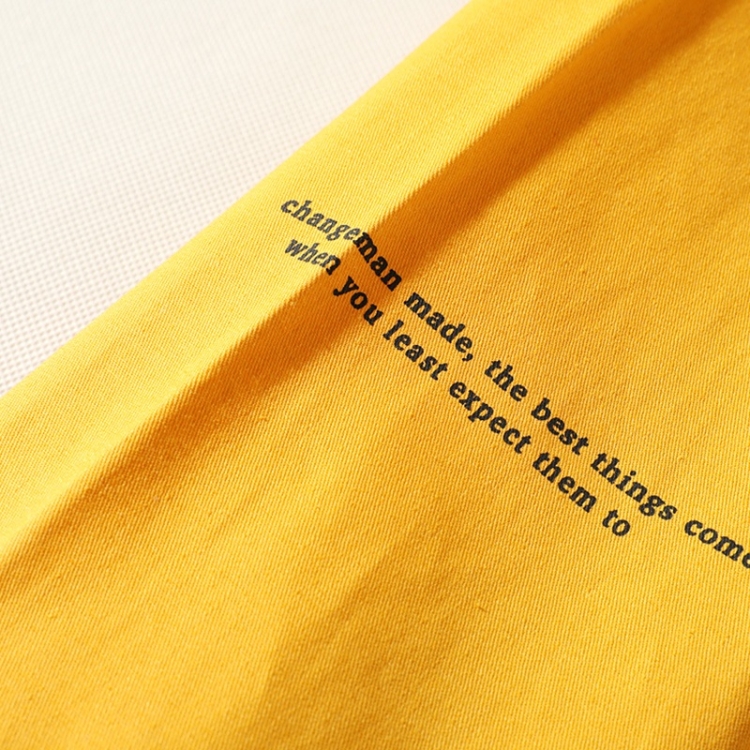 changeman made, the best things come
when you least expect them to